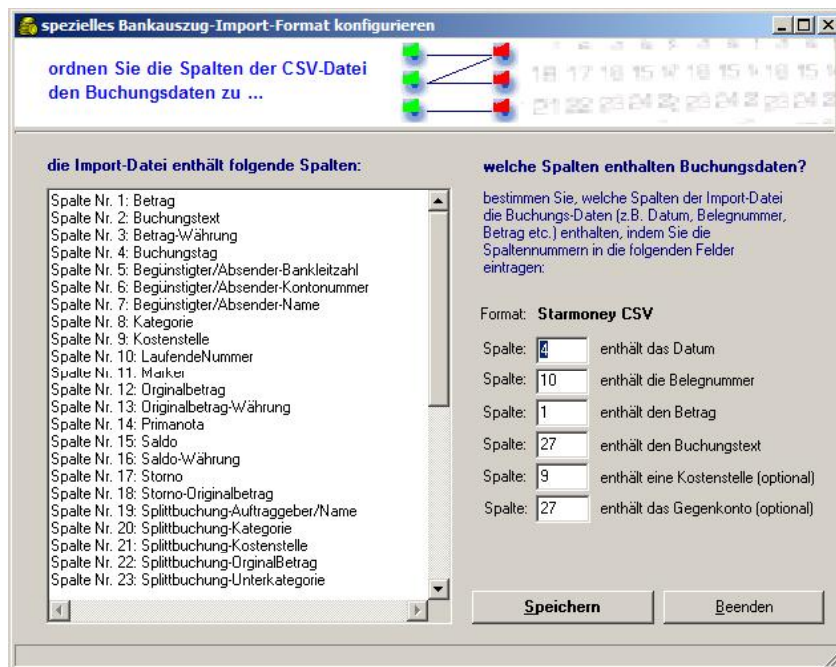 spezielles Bankauszug-Import-Format konfigurieren
ordnen Sie die Spalten der CSV-Datei
den Buchungsdaten zu ...
die Import-Datei enthält folgende Spalten:
Spalte Nr. 1: Betrag
Spalte Nr. 2: Buchungstext
Spalte Nr. 3: Betrag-Währung
Spalte Nr. 4: Buchungstag
Spalte Nr. 5: Begünstigter/Absender-Bankleitzahl
Spalte Nr. 6: Begünstigter/Absender-Kontonummer
Spalte Nr. 7: Begünstigter/Absender-Name
Spalte Nr. 8: Kategorie
Spalte Nr. 9: Kostenstelle
Spalte Nr. 10: LaufendeNummer
Spalte Nr. 11: Marker
Spalte Nr. 12: Orginalbetrag
Spalte Nr. 13: Originalbetrag-Währung
Spalte Nr. 14: Primanota
Spalte Nr. 15: Saldo
Spalte Nr. 16: Saldo-Währung
Spalte Nr. 17: Storno
Spalte Nr. 18: Storno-Originalbetrag
Spalte Nr. 19: Splittbuchung-Auftraggeber/Name
Spalte Nr. 20: Splittbuchung-Kategorie
Spalte Nr. 21: Splittbuchung-Kostenstelle
Spalte Nr. 22: Splittbuchung-OrginalBetrag
Spalte Nr. 23: Splittbuchung-Unterkategorie
welche Spalten enthalten Buchungsdaten?
bestimmen Sie, welche Spalten der Import-Datei
die Buchungs-Daten (z.B. Datum, Belegnummer,
Betrag etc.) enthalten, indem Sie die
Spaltennummern in die folgenden Felder
eintragen:
Format: Starmoney CSV
Spalte: 4 enthält das Datum
Spalte: 10 enthält die Belegnummer
Spalte: 1 enthält den Betrag
Spalte: 27 enthält den Buchungstext
Spalte: 9 enthält eine Kostenstelle (optional)
Spalte: 27 enthält das Gegenkonto (optional)
Speichern
Beenden